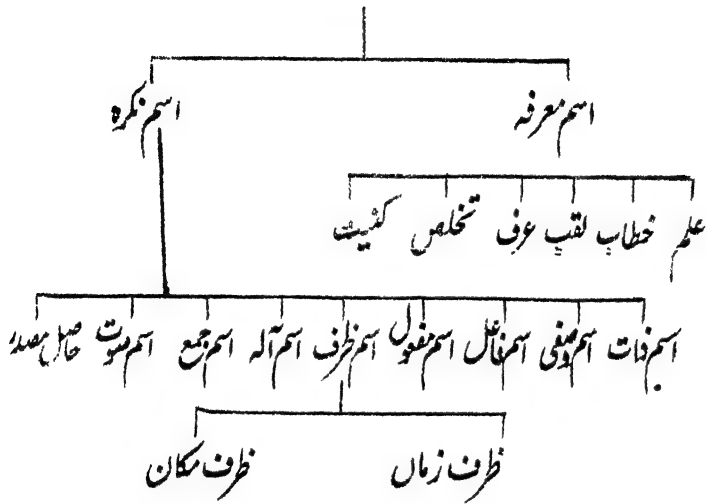 اسم معرفہ اسم نکرہ
علم خطاب لقب عرف تخلص کنیت
اسم ذات اسم وصفی اسم فاعل اسم مفعول اسم ظرف اسم آلہ اسم جمع اسم صوت حاصل مصدر
ظرف زماں ظرف مکان